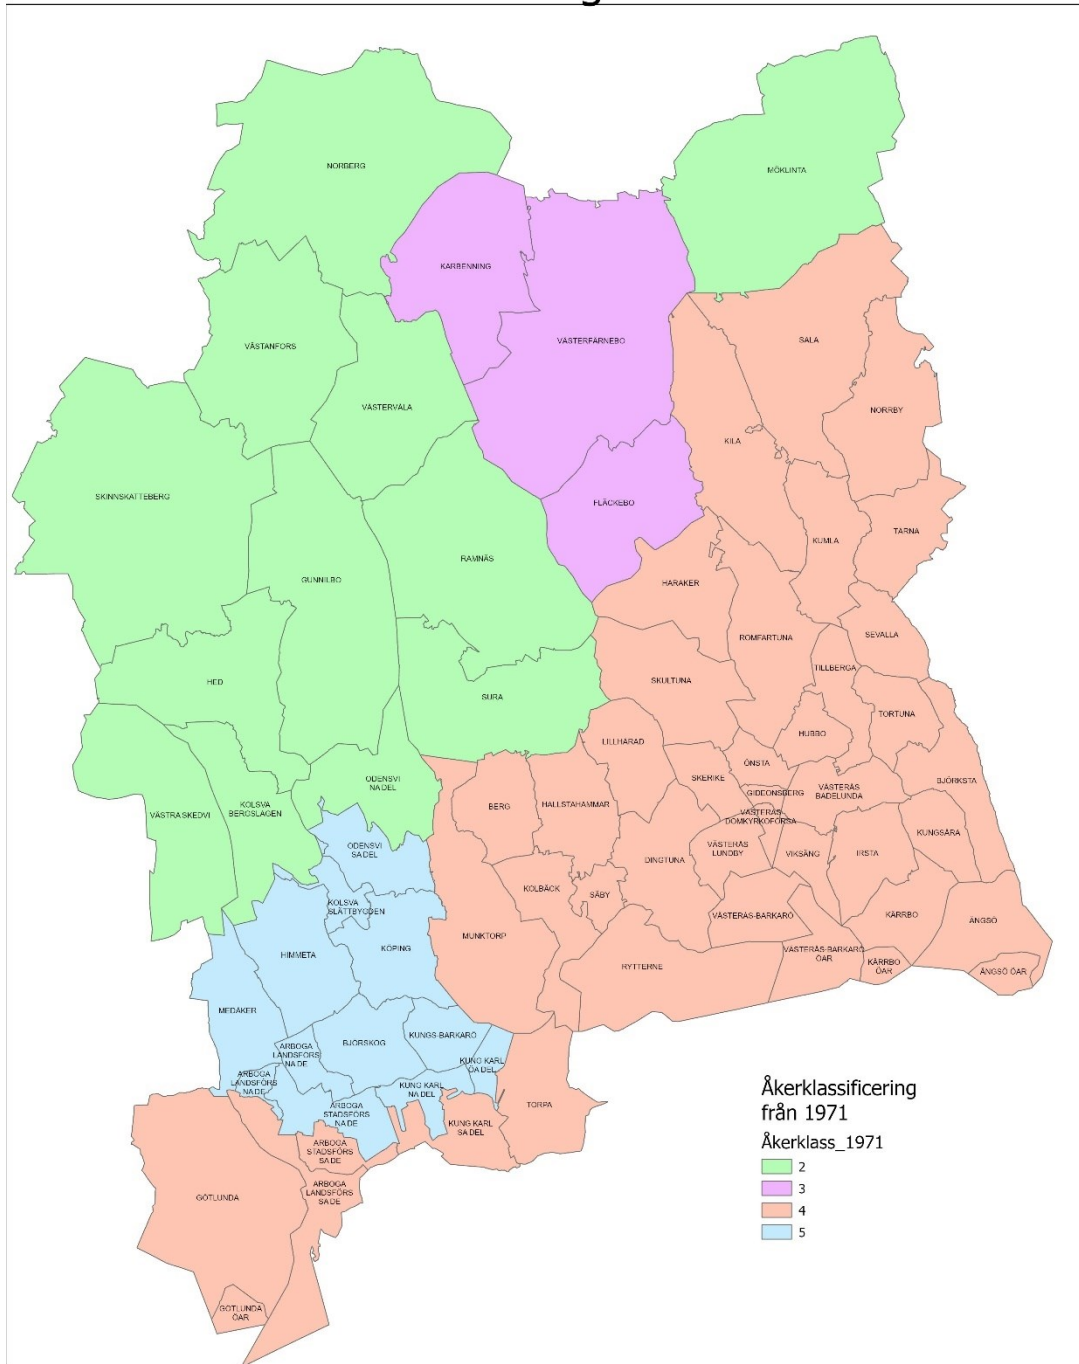 NORBERG
MÖKLINTA
KARBENNING
VÄSTERFÄRNEBO
SALA
VÄSTANFORS
VÄSTERVÅLA
NORRBY
KILA
SKINNSKATTEBERG
FLÄCKEBO
TÄRNA
KUMLA
RAMNÄS
GUNNILBO
HARAKER
ROMFARTUNA
SEVALLA
TILLBERGA
SKULTUNA
HED
SURA
TORTUNA
HUBBO
LILLHÄRAD
ÖNSTA
SKERIKE
ODENSVI
NA DEL
BJÖRKSTA
VÄSTERÅS
BADELUNDA
GIDEONSBERG
BERG
HALLSTAHAMMAR
KOLSVA
BERGSLAGEN
VÄSTRA SKEDVI
VÄSTERÅS
DOMKYRKOFÖRSA
KUNGSÅRA
ODENSVI
SA DEL
VÄSTERÅS
LUNDBY
VIKSÄNG
IRSTA
DINGTUNA
KOLBÄCK
SÄBY
KOLSVA
SLÄTTBYGDEN
VÄSTERÅS-BARKARÖ
KÄRRBO
ÄNGSÖ
MUNKTORP
KÖPING
HIMMETA
VÄSTERÅS-BARKARÖ
ÖAR
KÄRRBO
ÖAR
RYTTERNE
ÄNGSÖ ÖAR
MEDÅKER
KUNGS-BARKARÖ
BJÖRSKOG
ARBOGA
LANDSFÖRS
NA DE
KUNG KARL
ÖA DEL
ARBOGA
LANDSFÖRS
NA DE
KUNG KARL
NA DEL
TORPA
ARBOGA
STADSFÖRS
NA DE
KUNG KARL
SA DEL
ARBOGA
STADSFÖRS
SA DE
ARBOGA
LANDSFÖRS
SA DE
GÖTLUNDA
GÖTLUNDA
ÖAR
Åkerklassificering
från 1971
Åkerklass_1971
2
3
4
5